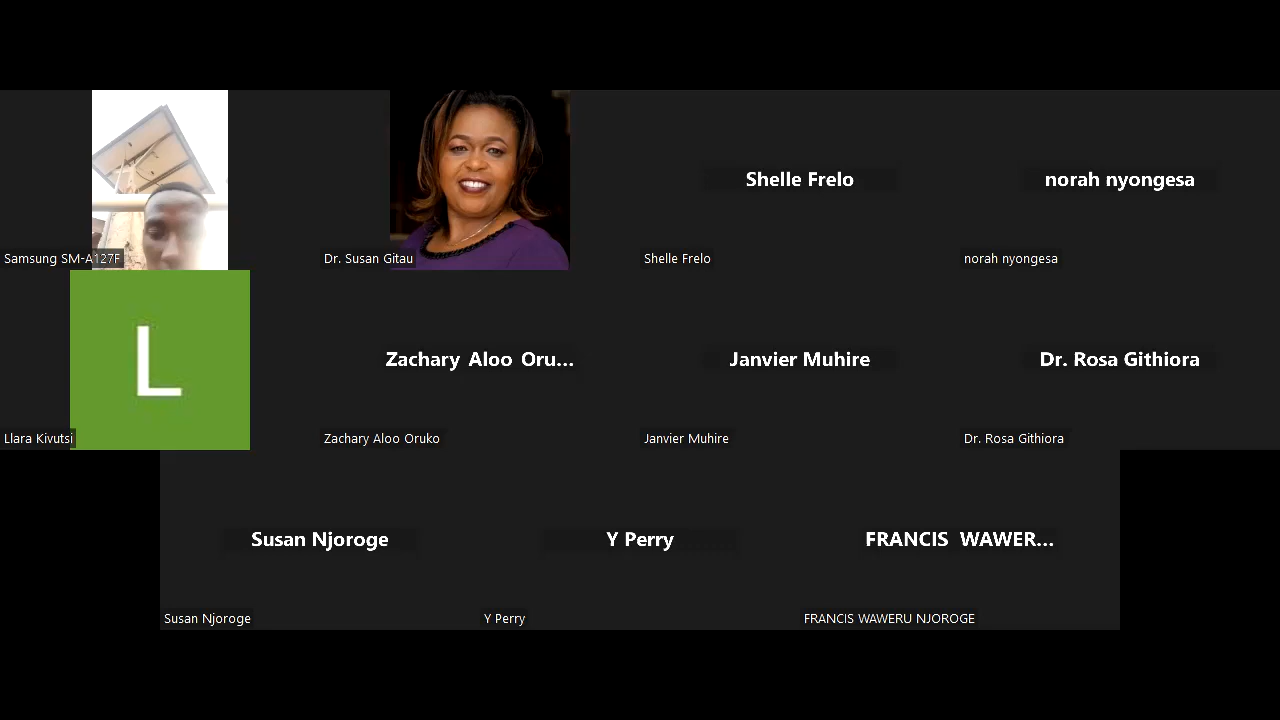 Samsung SM-A127F
Dr. Susan Gitau
Shelle Frelo
Shelle Frelo
norah nyongesa
norah nyongesa
L
Llara Kivutsi
Zachary Aloo Oru...
Zachary Aloo Oruko
Janvier Muhire
Janvier Muhire
Dr. Rosa Githiora
Dr. Rosa Githiora
Susan Njoroge
Susan Njoroge
Y Perry
Y Perry
FRANCIS WAWER...
FRANCIS WAWERU NJOROGE